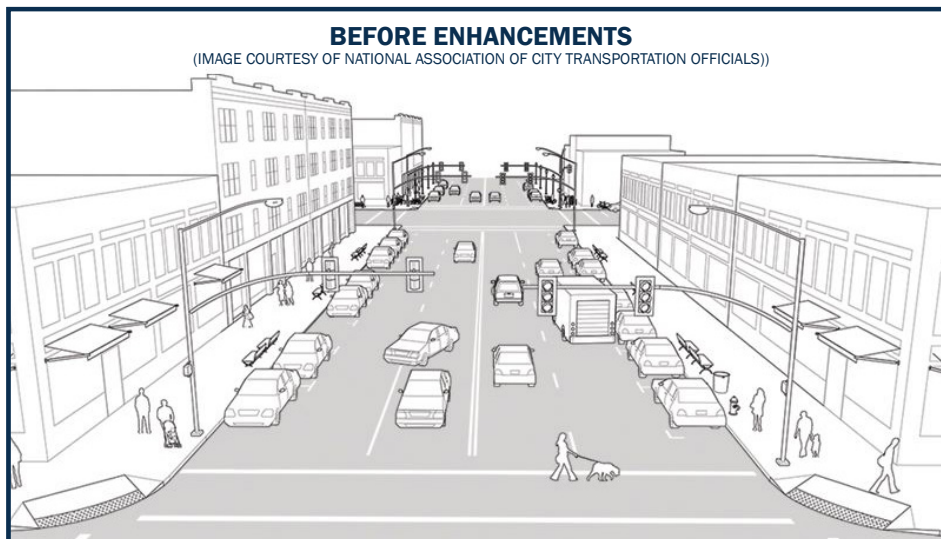 BEFORE ENHANCEMENTS
(IMAGE COURTESY OF NATIONAL ASSOCIATION OF CITY TRANSPORTATION OFFICIALS))